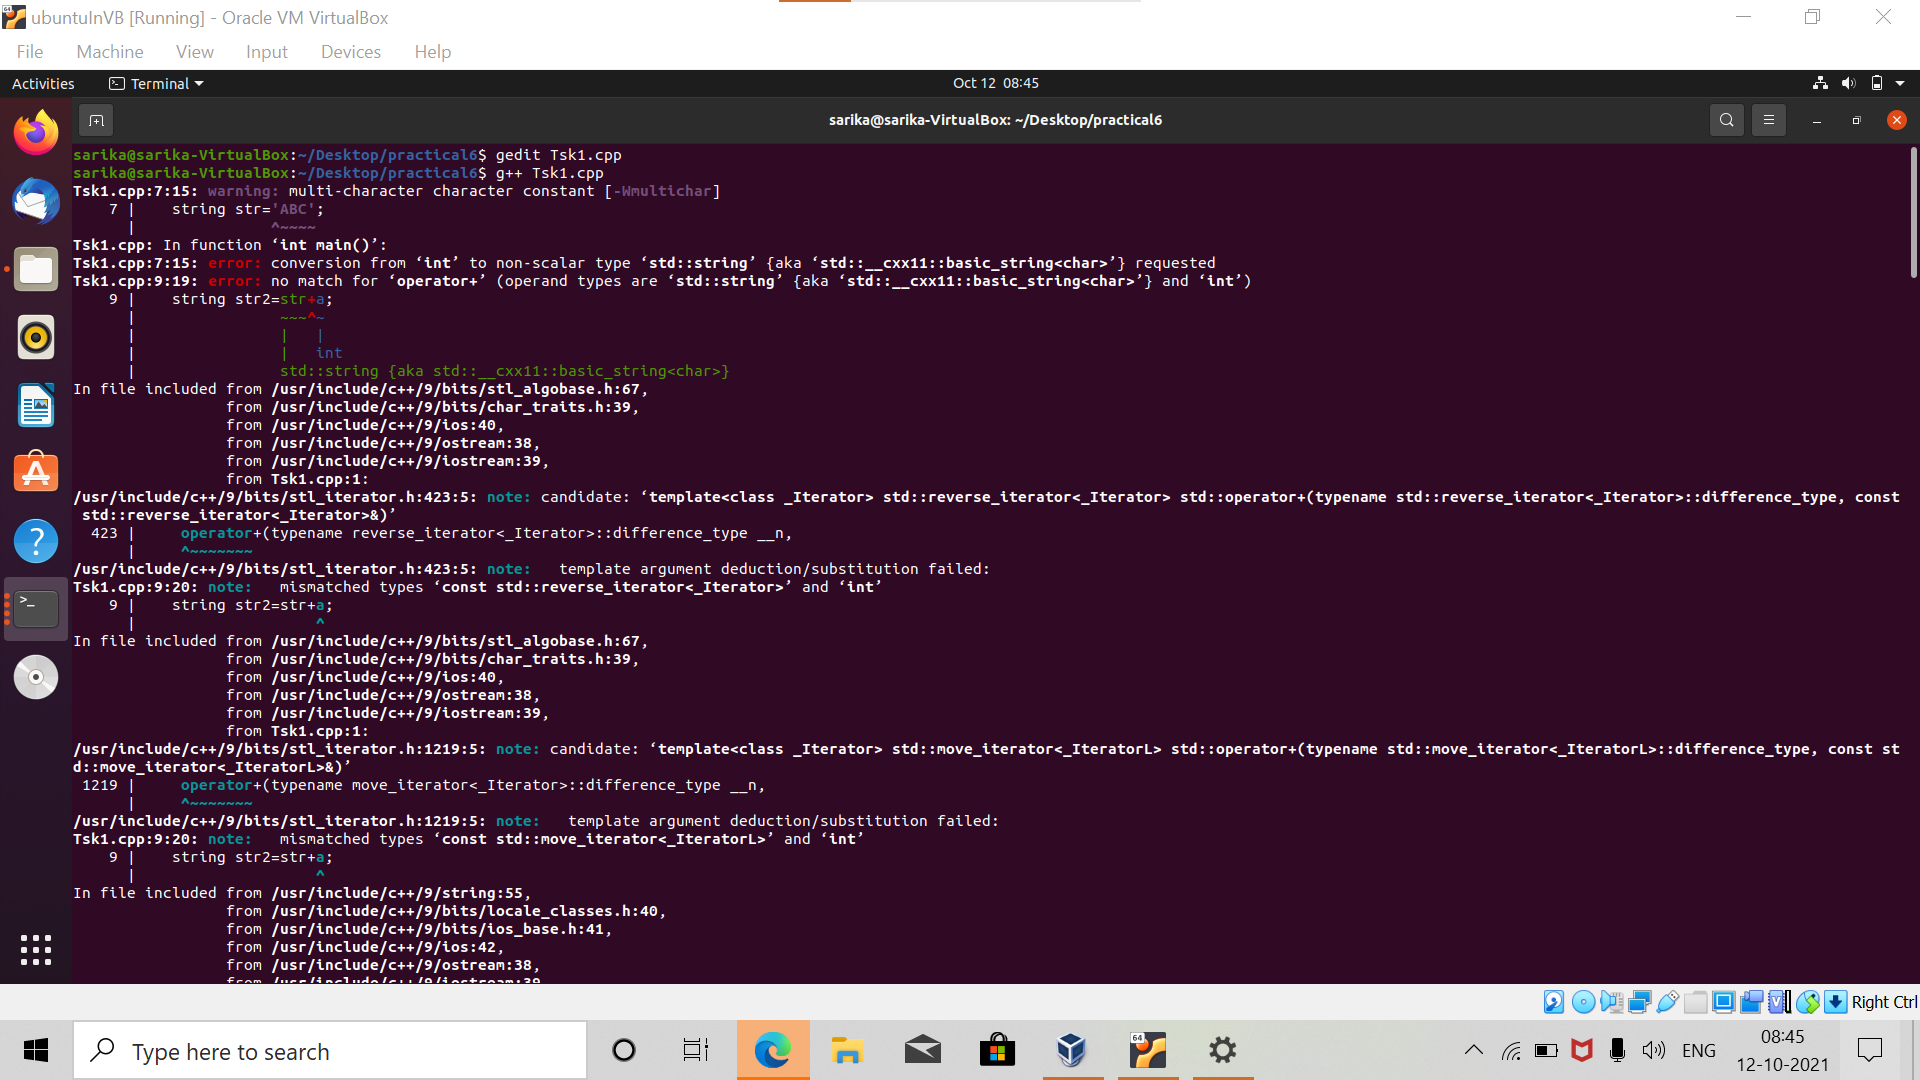 ubuntuInVB [Running] - Oracle VM VirtualBox
File Machine View Input Devices Help
Activities Terminal Oct 12 08:45
sarika@sarika-VirtualBox: ~/Desktop/practical6
sarika@sarika-VirtualBox:~/Desktop/practical6$ gedit Tsk1.cpp
sarika@sarika-VirtualBox:~/Desktop/practical6$ g++ Tsk1.cpp
Tsk1.cpp:7:15: warning: multi-character character constant [-Wmultichar]
    7 |    string str='ABC';
      |               ^~~~~
Tsk1.cpp: In function ‘int main()’:
Tsk1.cpp:7:15: error: conversion from ‘int’ to non-scalar type ‘std::string’ {aka ‘std::__cxx11::basic_string<char>’} requested
Tsk1.cpp:9:19: error: no match for ‘operator+’ (operand types are ‘std::string’ {aka ‘std::__cxx11::basic_string<char>’} and ‘int’)
    9 |    string str2=str+a;
      |                ~~~^~
      |                |   |
      |                |   int
      |                std::string {aka std::__cxx11::basic_string<char>}
In file included from /usr/include/c++/9/bits/stl_algobase.h:67,
                 from /usr/include/c++/9/bits/char_traits.h:39,
                 from /usr/include/c++/9/ios:40,
                 from /usr/include/c++/9/ostream:38,
                 from /usr/include/c++/9/iostream:39,
                 from Tsk1.cpp:1:
/usr/include/c++/9/bits/stl_iterator.h:423:5: note: candidate: ‘template<class _Iterator> std::reverse_iterator<_Iterator> std::operator+(typename std::reverse_iterator<_Iterator>::difference_type, const
 std::reverse_iterator<_Iterator>&)’
  423 |     operator+(typename reverse_iterator<_Iterator>::difference_type __n,
      |     ^~~~~~~~
/usr/include/c++/9/bits/stl_iterator.h:423:5: note:   template argument deduction/substitution failed:
Tsk1.cpp:9:20: note:   mismatched types ‘const std::reverse_iterator<_Iterator>’ and ‘int’
    9 |    string str2=str+a;
      |                    ^
In file included from /usr/include/c++/9/bits/stl_algobase.h:67,
                 from /usr/include/c++/9/bits/char_traits.h:39,
                 from /usr/include/c++/9/ios:40,
                 from /usr/include/c++/9/ostream:38,
                 from /usr/include/c++/9/iostream:39,
                 from Tsk1.cpp:1:
/usr/include/c++/9/bits/stl_iterator.h:1219:5: note: candidate: ‘template<class _Iterator> std::move_iterator<_IteratorL> std::operator+(typename std::move_iterator<_IteratorL>::difference_type, const st
d::move_iterator<_IteratorL>&)’
 1219 |     operator+(typename move_iterator<_Iterator>::difference_type __n,
      |     ^~~~~~~~
/usr/include/c++/9/bits/stl_iterator.h:1219:5: note:   template argument deduction/substitution failed:
Tsk1.cpp:9:20: note:   mismatched types ‘const std::move_iterator<_IteratorL>’ and ‘int’
    9 |    string str2=str+a;
      |                    ^
In file included from /usr/include/c++/9/string:55,
                 from /usr/include/c++/9/bits/locale_classes.h:40,
                 from /usr/include/c++/9/bits/ios_base.h:41,
                 from /usr/include/c++/9/ios:42,
                 from /usr/include/c++/9/ostream:38,
                 from /usr/include/c++/9/iostream:39
Right Ctrl
Type here to search
64
ENG
08:45
12-10-2021